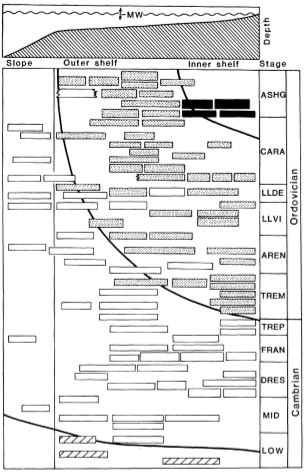 MW
Depth
Slope Outer shelf Inner shelf Stage
ASHG
CARA
LLDE
LLVI
AREN
TREM
Ordovician
TREP
FRAN
DRES
MID
LOW
Cambrian